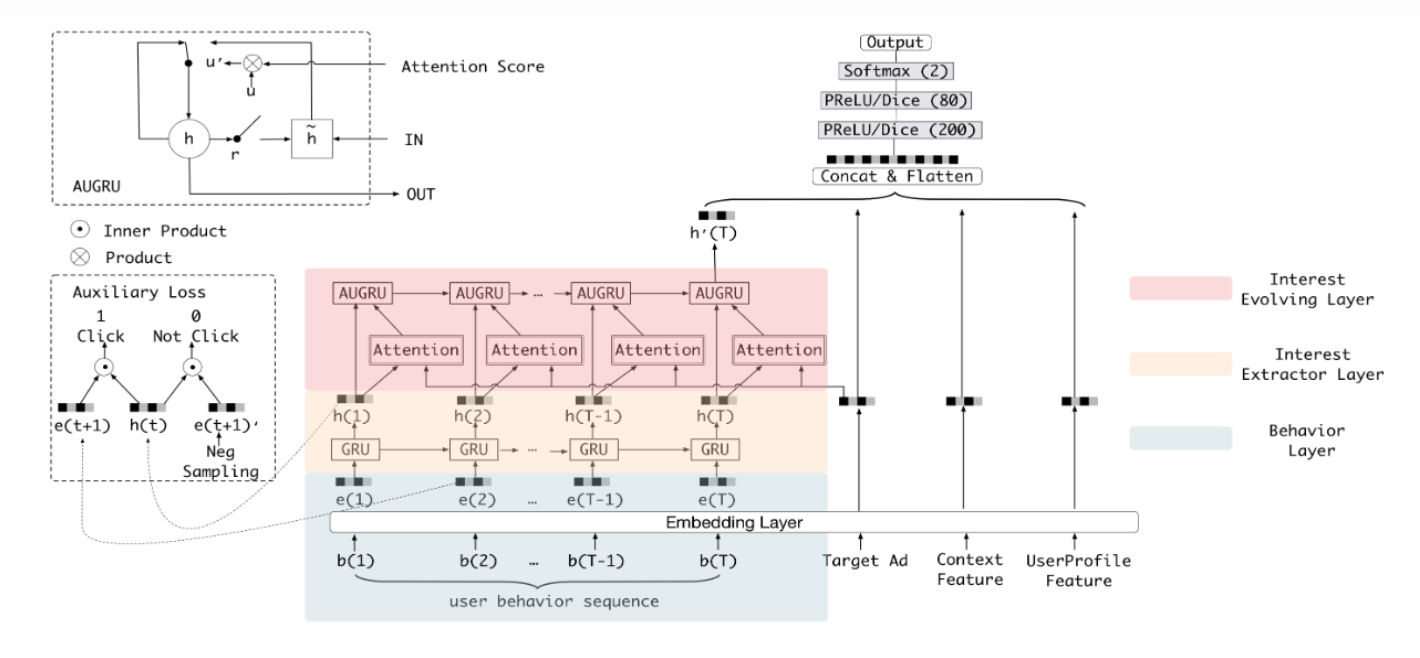 Output
Softmax (2)
PReLU/Dice (80)
PReLU/Dice (200)
Concat & Flatten
h'(T)
u'
u
Attention Score
h
r
h̃
IN
AUGRU
OUT
Inner Product
Product
Auxiliary Loss
1
Click
0
Not Click
e(t+1)
h(t)
e(t+1)'
Neg
Sampling
AUGRU
AUGRU
...
AUGRU
AUGRU
Attention
Attention
Attention
Attention
h(1)
h(2)
h(T-1)
h(T)
GRU
GRU
...
GRU
GRU
e(1)
e(2)
...
e(T-1)
e(T)
Embedding Layer
b(1)
b(2)
...
b(T-1)
b(T)
user behavior sequence
Target Ad
Context
Feature
UserProfile
Feature
Interest
Evolving Layer
Interest
Extractor Layer
Behavior
Layer